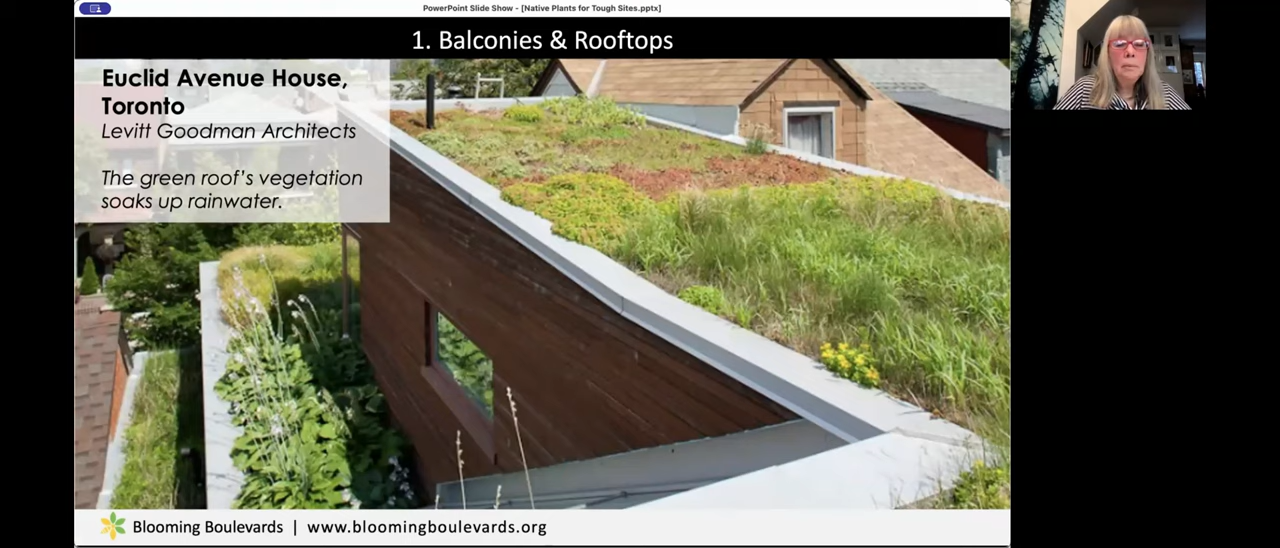 PowerPoint Slide Show - [Native Plants for Tough Sites.pptx]
1. Balconies & Rooftops
Euclid Avenue House,
Toronto
Levitt Goodman Architects
The green roof's vegetation
soaks up rainwater.
Blooming Boulevards | www.bloomingboulevards.org